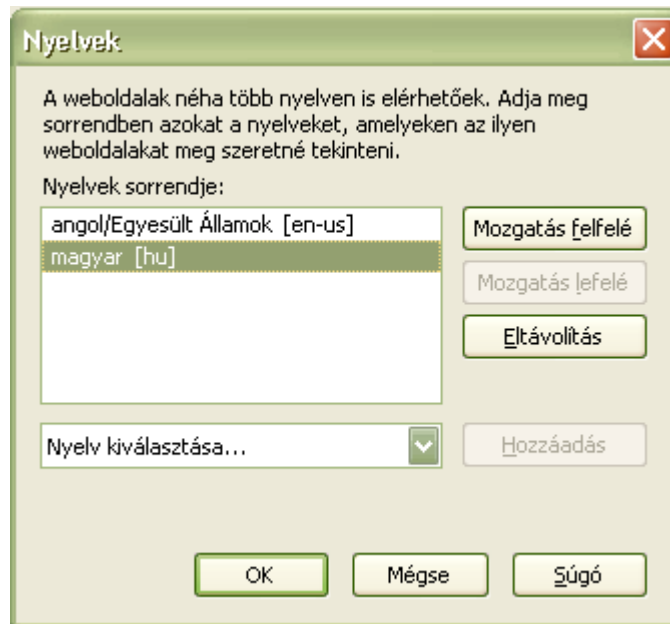 Nyelvek
A weboldalak néha több nyelven is elérhetőek. Adja meg
sorrendben azokat a nyelveket, amelyeken az ilyen
weboldalakat meg szeretné tekinteni.
Nyelvek sorrendje:
angol/Egyesült Államok [en-us]
magyar [hu]
Mozgatás felfelé
Mozgatás lefelé
Eltávolítás
Nyelv kiválasztása...
Hozzáadás
OK
Mégse
Súgó